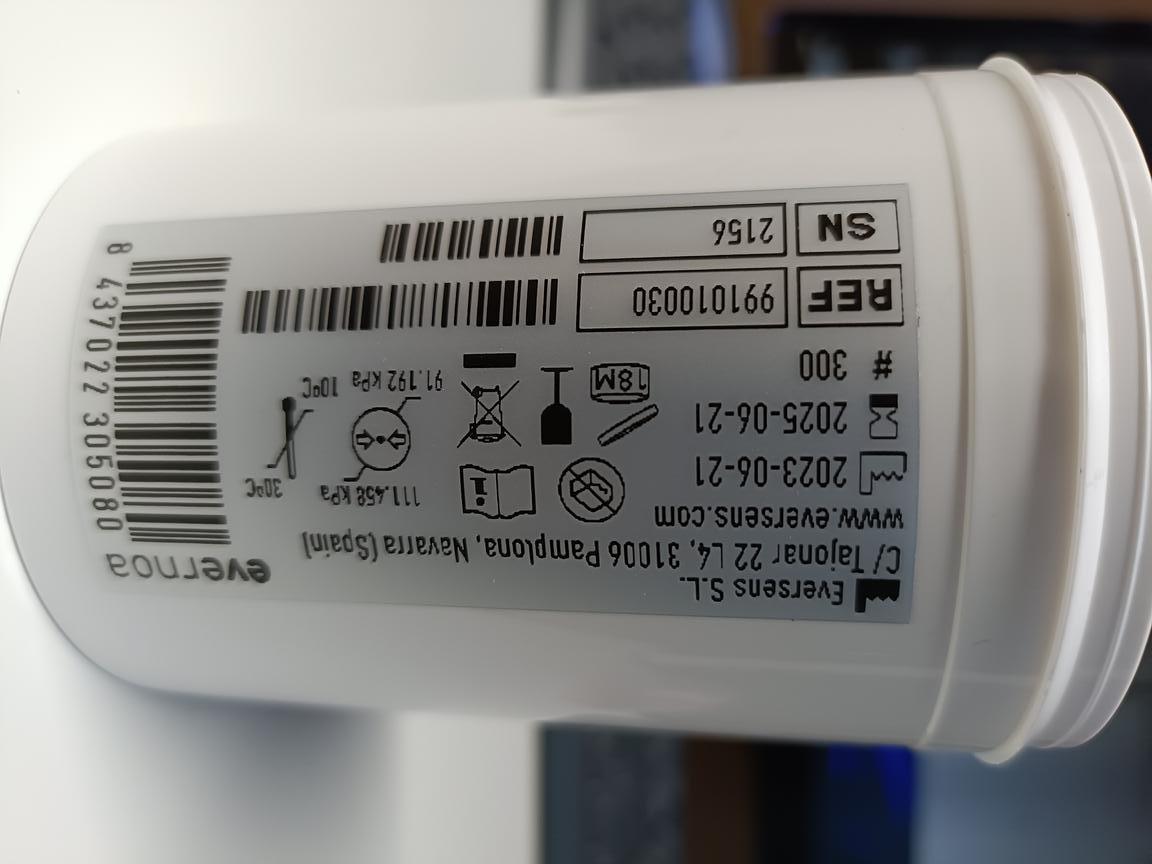 evernoa
Eversens S.L.
C/ Tajonar 22 L4, 31006 Pamplona, Navarra (Spain)
www.eversens.com
2023-06-21
2025-06-21
# 300
i
18M
111.458 kPa
91.192 kPa
30ºC
10ºC
REF 991010030
SN 2156
8 437022 305080